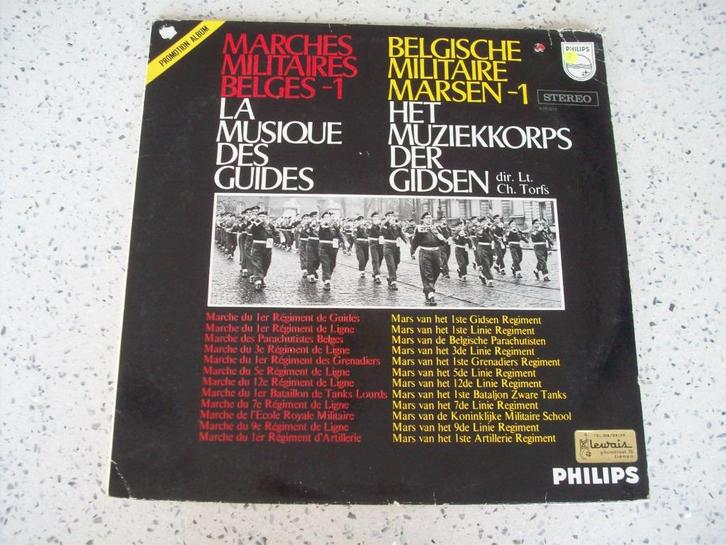 PROMOTION ALBUM
MARCHES
MILITAIRES
BELGES -1
LA
MUSIQUE
DES
GUIDES
BELGISCHE
MILITAIRE
MARSEN -1
HET
MUZIEKKORPS
DER
GIDSEN dir. Lt.
Ch. Torfs
PHILIPS
STEREO
Marche du 1er Régiment de Guides
Marche du 1er Régiment de Ligne
Marche des Parachutistes Belges
Marche du 3e Régiment de Ligne
Marche du 1er Régiment des Grenadiers
Marche du 5e Régiment de Ligne
Marche du 12e Régiment de Ligne
Marche du 1er Bataillon de Tanks Lourds
Marche du 7e Régiment de Ligne
Marche de l'Ecole Royale Militaire
Marche du 9e Régiment de Ligne
Marche du 1er Régiment d'Artillerie
Mars van het 1ste Gidsen Regiment
Mars van het 1ste Linie Regiment
Mars van de Belgische Parachutisten
Mars van het 3de Linie Regiment
Mars van het 1ste Grenadiers Regiment
Mars van het 5de Linie Regiment
Mars van het 12de Linie Regiment
Mars van het 1ste Bataljon Zware Tanks
Mars van het 7de Linie Regiment
Mars van de Koninklijke Militaire School
Mars van het 9de Linie Regiment
Mars van het 1ste Artillerie Regiment
Klewais
PHILIPS